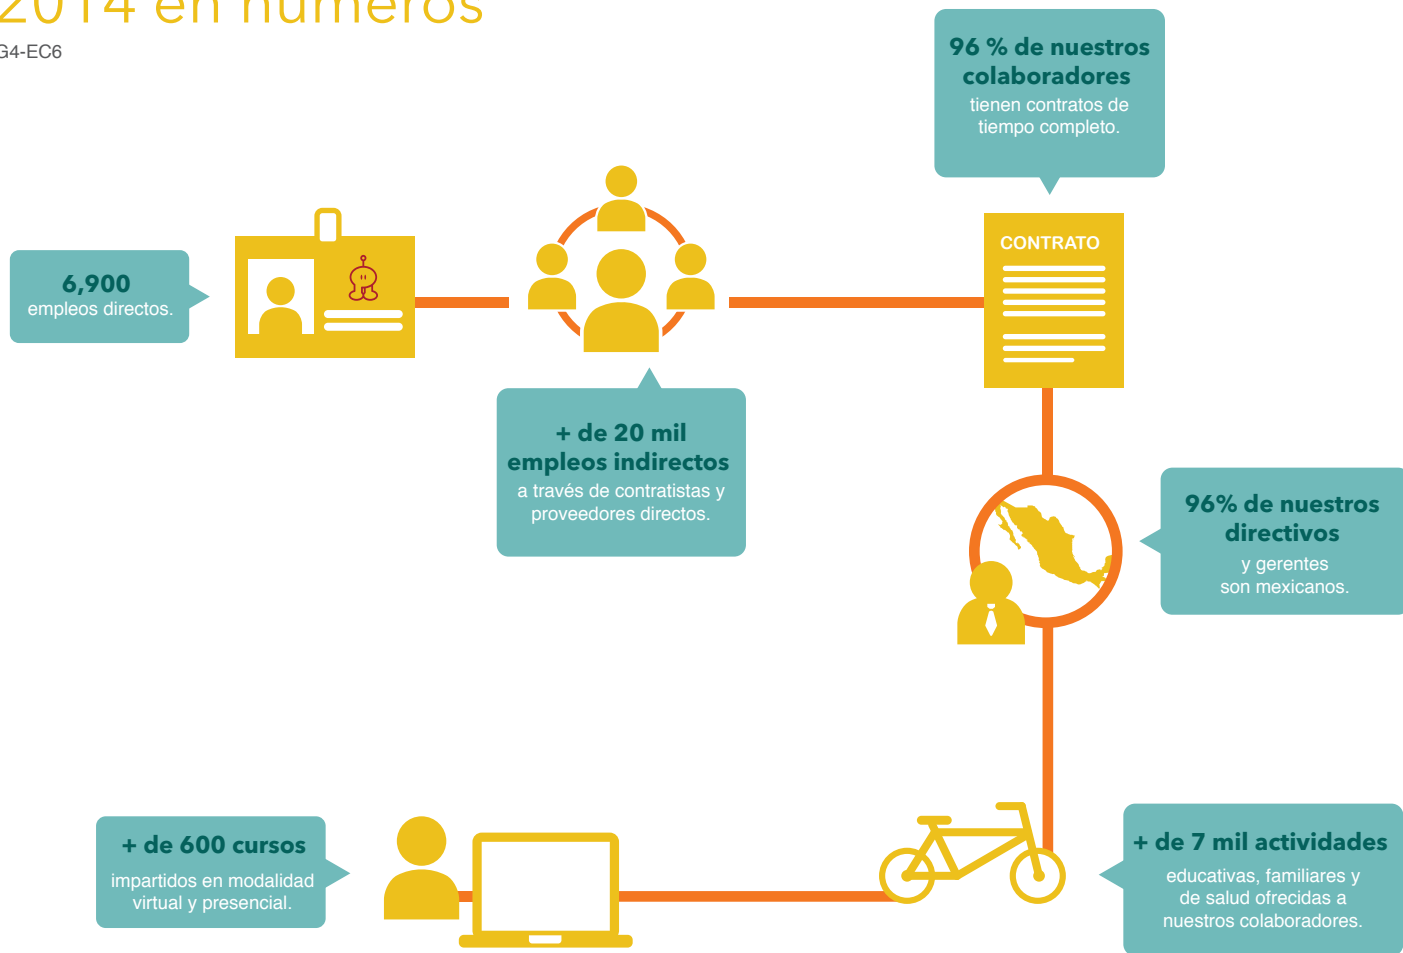 2014 en números
G4-EC6
96 % de nuestros
colaboradores
tienen contratos de
tiempo completo.
CONTRATO
6,900
empleos directos.
+ de 20 mil
empleos indirectos
a través de contratistas y
proveedores directos.
96% de nuestros
directivos
y gerentes
son mexicanos.
+ de 600 cursos
impartidos en modalidad
virtual y presencial.
+ de 7 mil actividades
educativas, familiares y
de salud ofrecidas a
nuestros colaboradores.